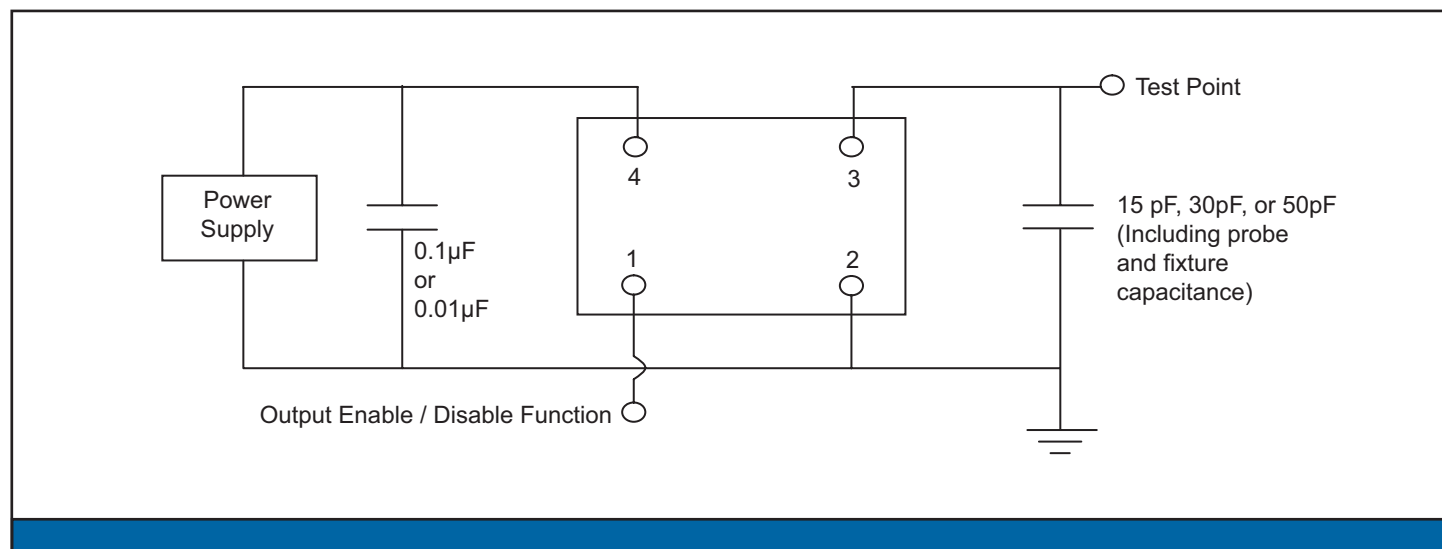 Test Point
4
3
Power
Supply
15 pF, 30pF, or 50pF
(Including probe
and fixture
capacitance)
0.1µF
or
0.01µF
1
2
Output Enable / Disable Function